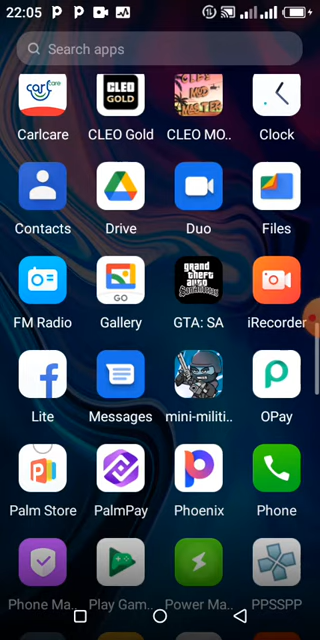 22:05
Search apps
Carlcare CLEO Gold CLEO MO.. Clock
Contacts Drive Duo Files
FM Radio Gallery GTA: SA iRecorder
Lite Messages mini-militi.. OPay
Palm Store PalmPay Phoenix Phone
Phone Ma.. Play Gam.. Power Ma.. PPSSPP